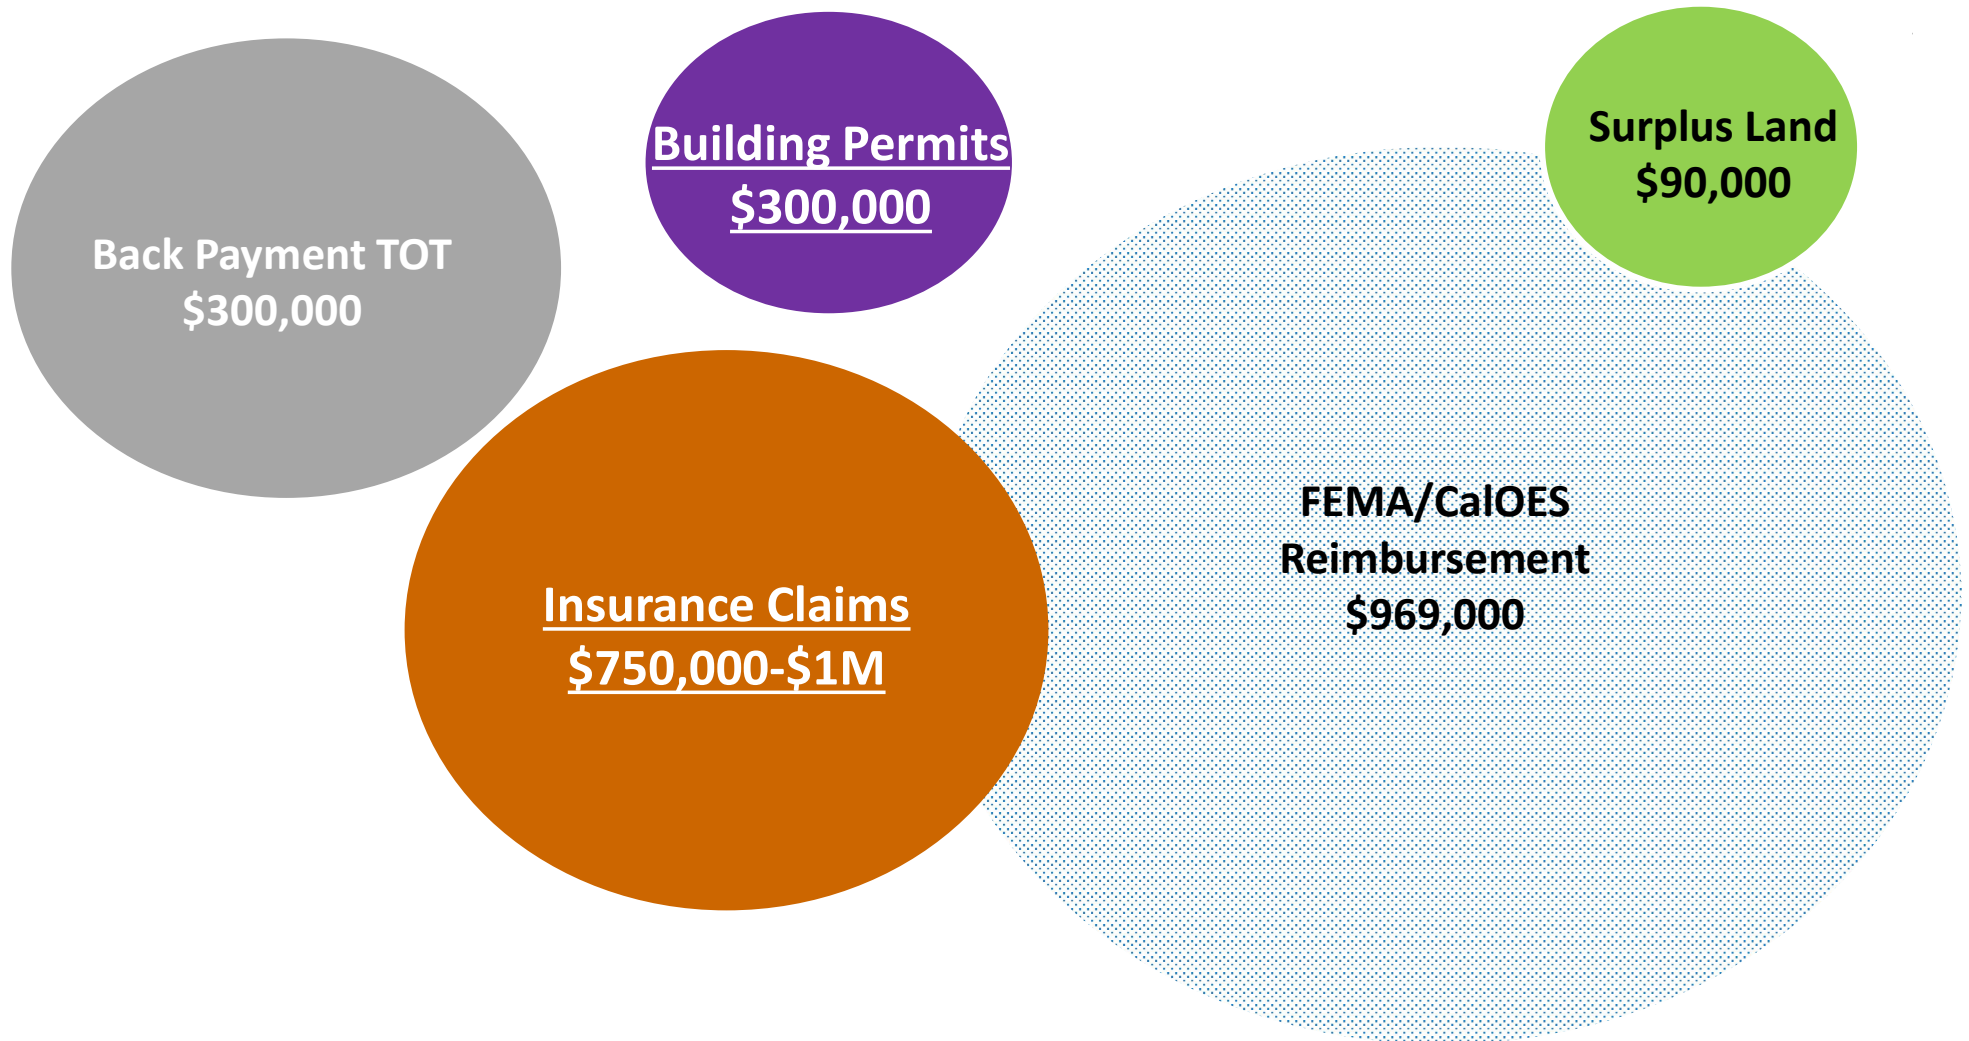 Back Payment TOT
$300,000
Building Permits
$300,000
Surplus Land
$90,000
Insurance Claims
$750,000-$1M
FEMA/CalOES
Reimbursement
$969,000